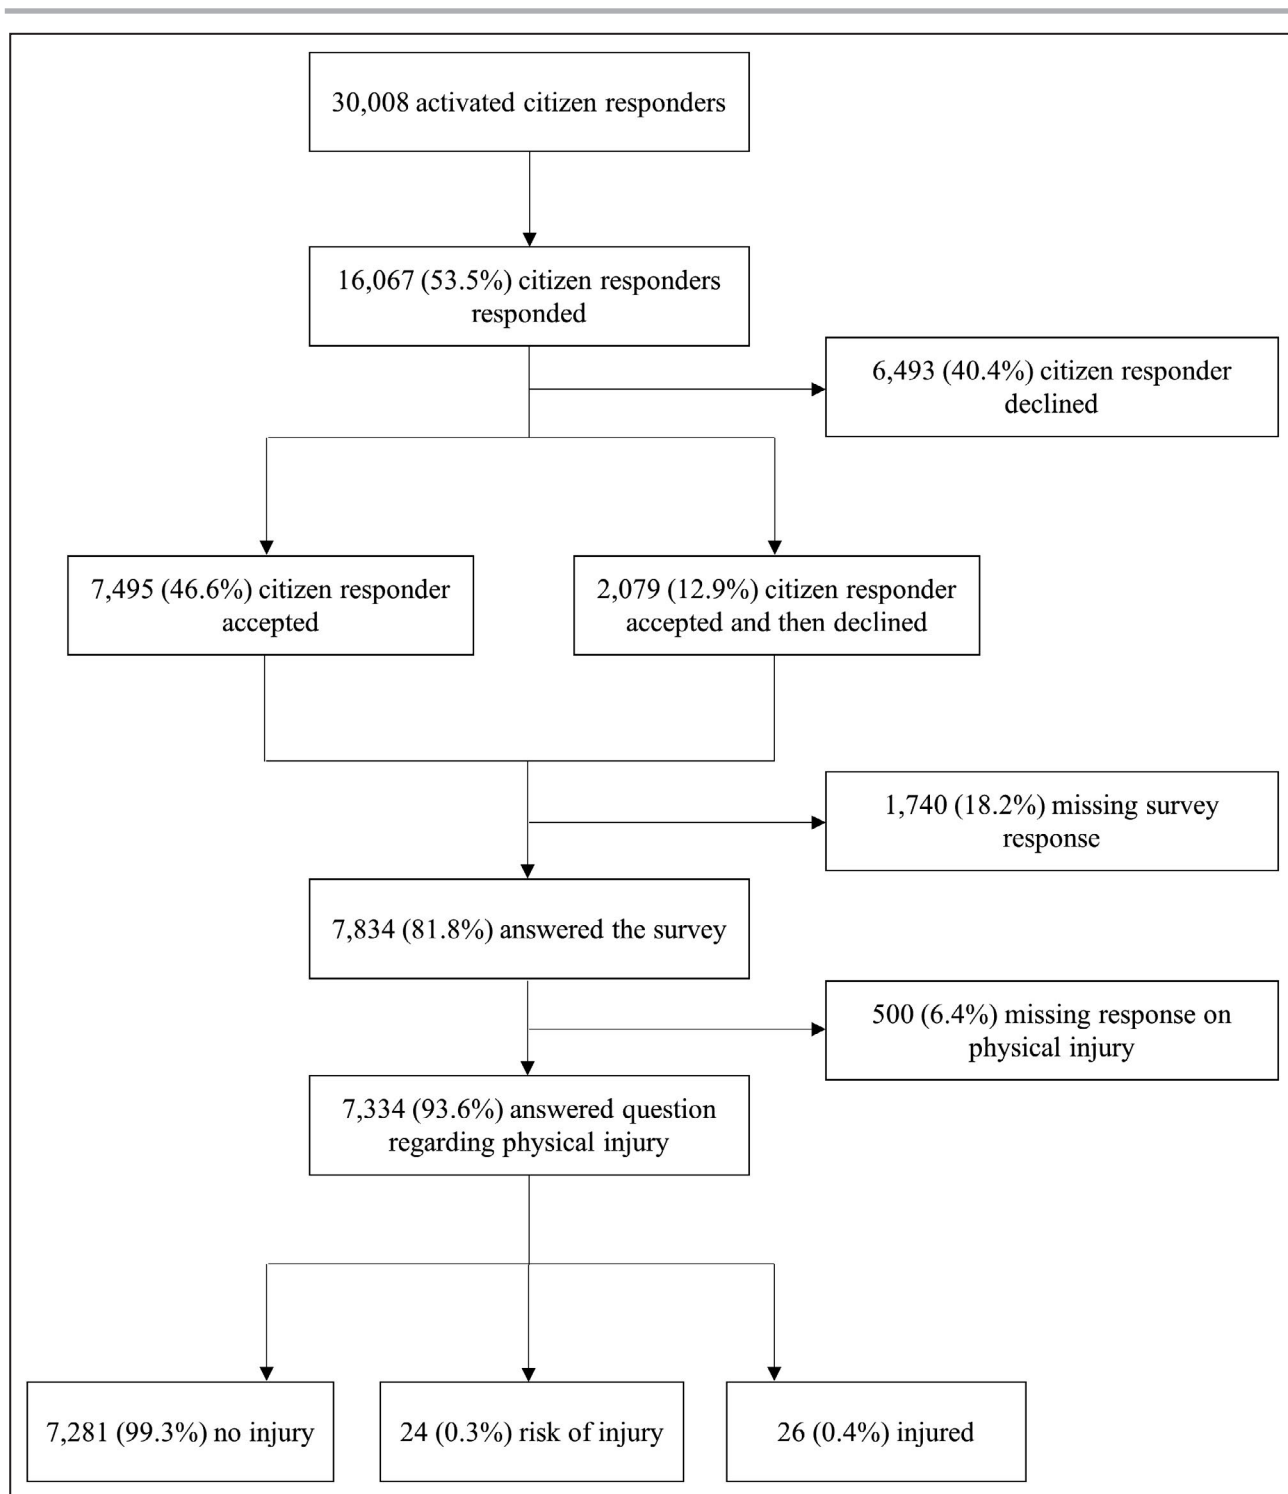 30,008 activated citizen responders
16,067 (53.5%) citizen responders
responded
6,493 (40.4%) citizen responder
declined
7,495 (46.6%) citizen responder
accepted
2,079 (12.9%) citizen responder
accepted and then declined
1,740 (18.2%) missing survey
response
7,834 (81.8%) answered the survey
500 (6.4%) missing response on
physical injury
7,334 (93.6%) answered question
regarding physical injury
7,281 (99.3%) no injury
24 (0.3%) risk of injury
26 (0.4%) injured